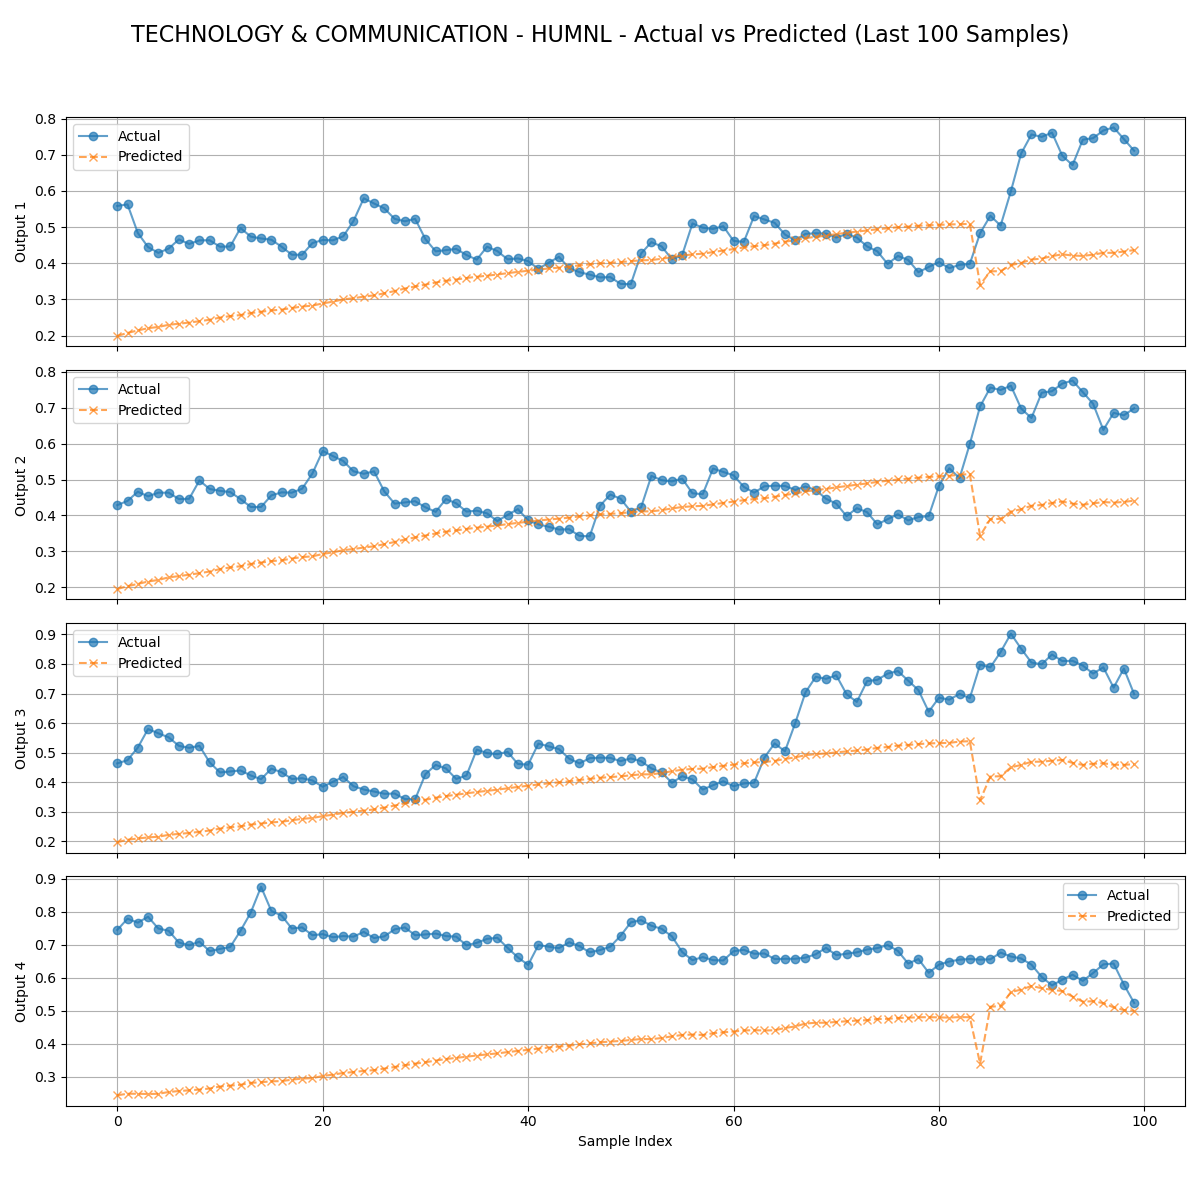 TECHNOLOGY & COMMUNICATION - HUMNL - Actual vs Predicted (Last 100 Samples)
Output 1
0.8
0.7
0.6
0.5
0.4
0.3
0.2
Actual
Predicted
Output 2
0.8
0.7
0.6
0.5
0.4
0.3
0.2
Actual
Predicted
Output 3
0.9
0.8
0.7
0.6
0.5
0.4
0.3
0.2
Actual
Predicted
Output 4
0.9
0.8
0.7
0.6
0.5
0.4
0.3
Actual
Predicted
0 20 40 60 80 100
Sample Index